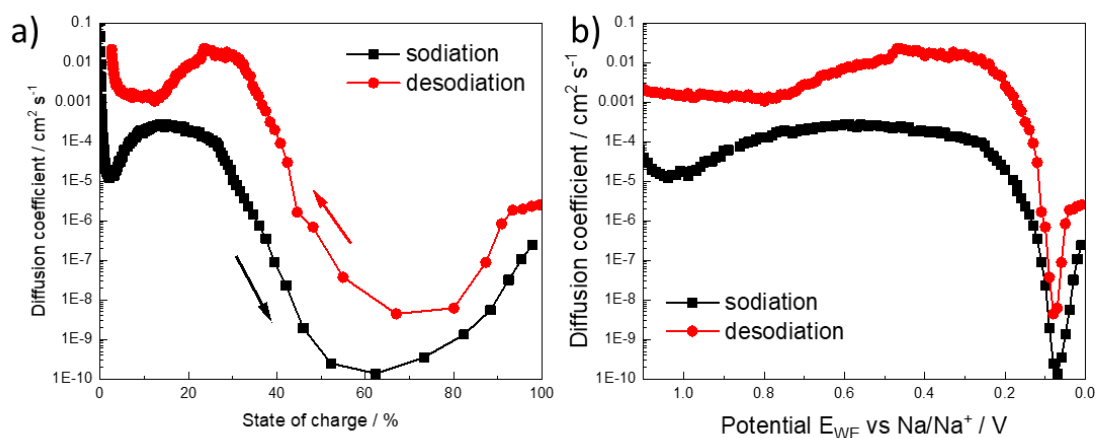 a)
0.1
0.01
0.001
1E-4
1E-5
1E-6
1E-7
1E-8
1E-9
1E-10
Diffusion coefficient / cm² s⁻¹
sodiation
desodiation
0 20 40 60 80 100
State of charge / %
b)
0.1
0.01
0.001
1E-4
1E-5
1E-6
1E-7
1E-8
1E-9
1E-10
Diffusion coefficient / cm² s⁻¹
sodiation
desodiation
1.0 0.8 0.6 0.4 0.2 0.0
Potential E_WE vs Na/Na⁺ / V